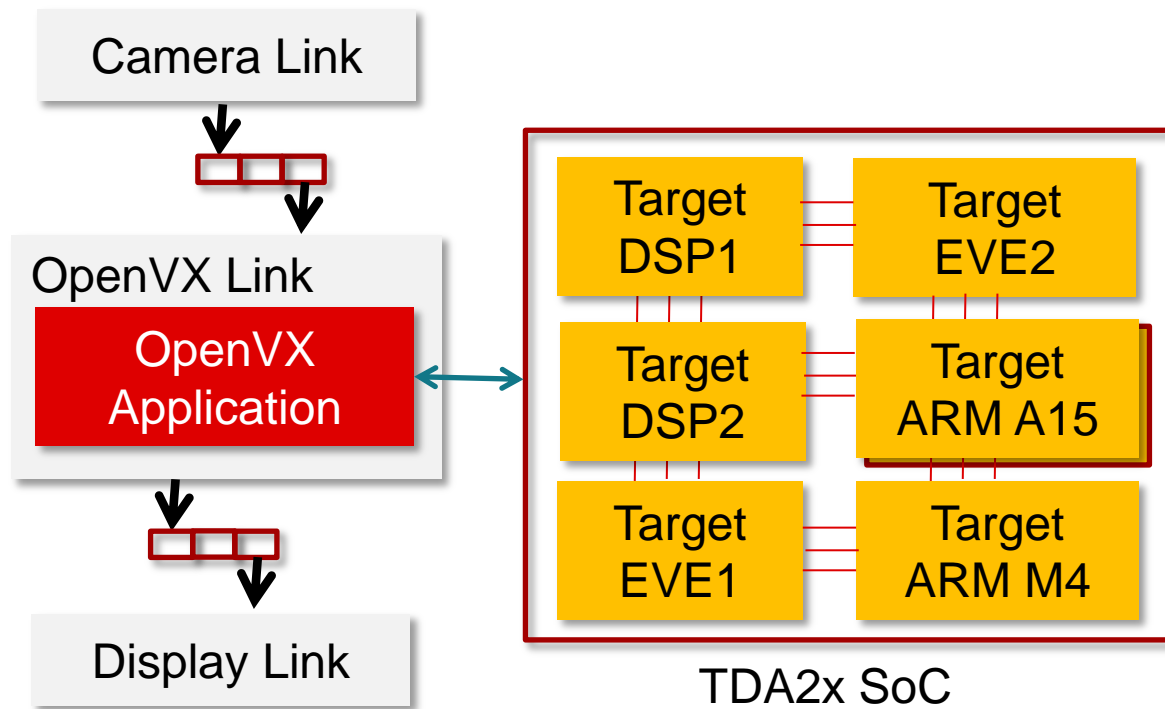 Camera Link
OpenVX Link
OpenVX
Application
Display Link
Target
DSP1
Target
EVE2
Target
DSP2
Target
ARM A15
Target
EVE1
Target
ARM M4
TDA2x SoC